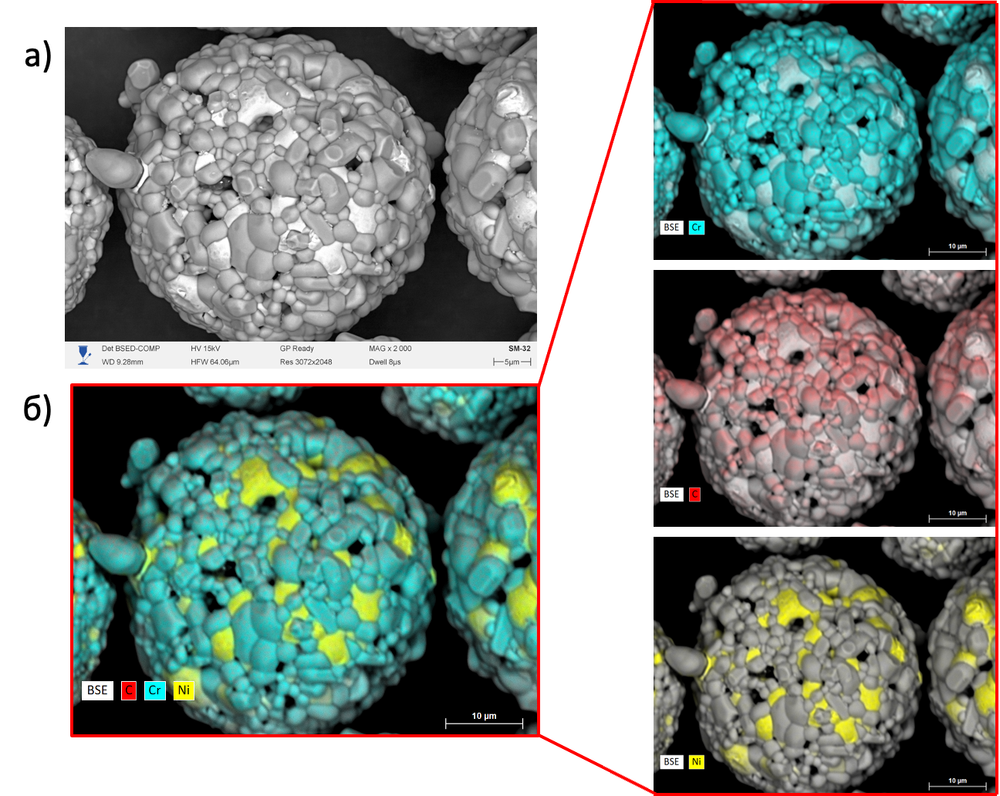 а)
Det BSED-COMP HV 15kV GP Ready MAG x 2 000 SM-32
WD 9.28mm HFW 64.06µm Res 3072x2048 Dwell 8µs 5µm
б)
BSE C Cr Ni
10 µm
BSE Cr
10 µm
BSE C
10 µm
BSE Ni
10 µm